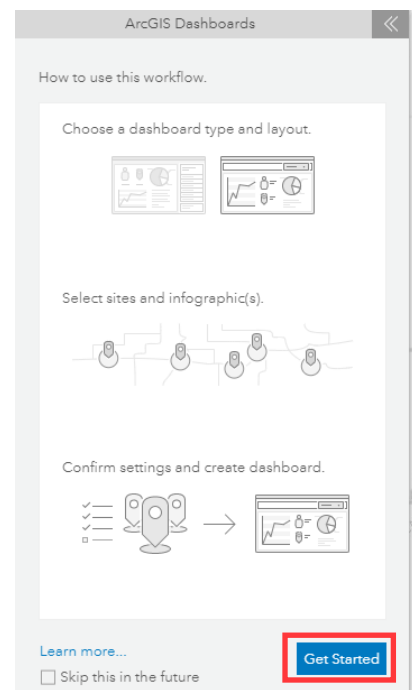 ArcGIS Dashboards
How to use this workflow.
Choose a dashboard type and layout.
Select sites and infographic(s).
Confirm settings and create dashboard.
Learn more...
Get Started
Skip this in the future